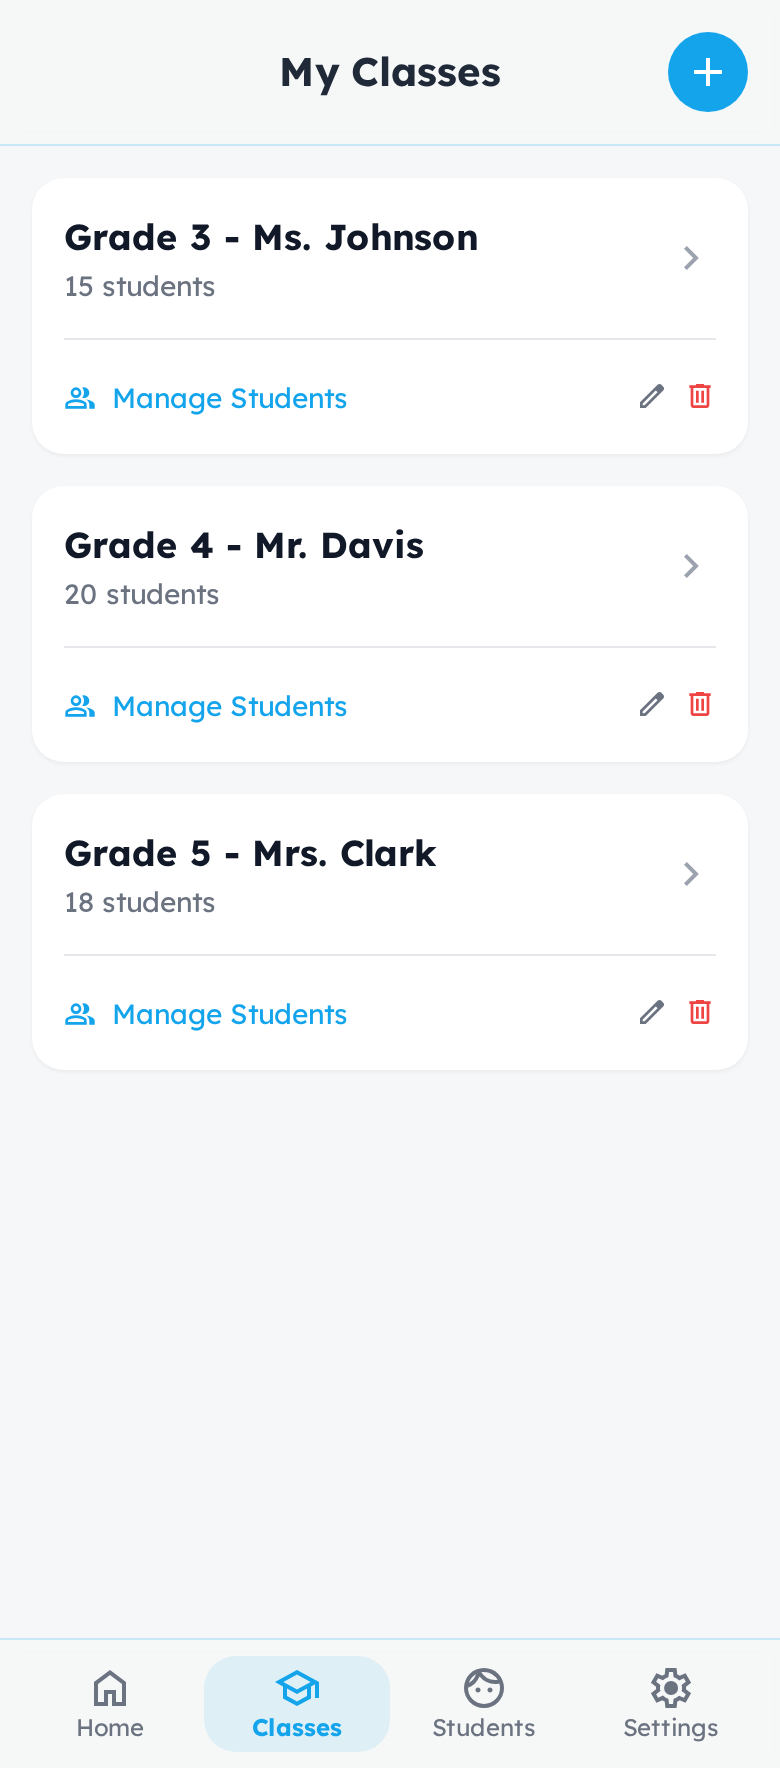 My Classes
Grade 3 - Ms. Johnson
15 students
Manage Students
Grade 4 - Mr. Davis
20 students
Manage Students
Grade 5 - Mrs. Clark
18 students
Manage Students
Home
Classes
Students
Settings